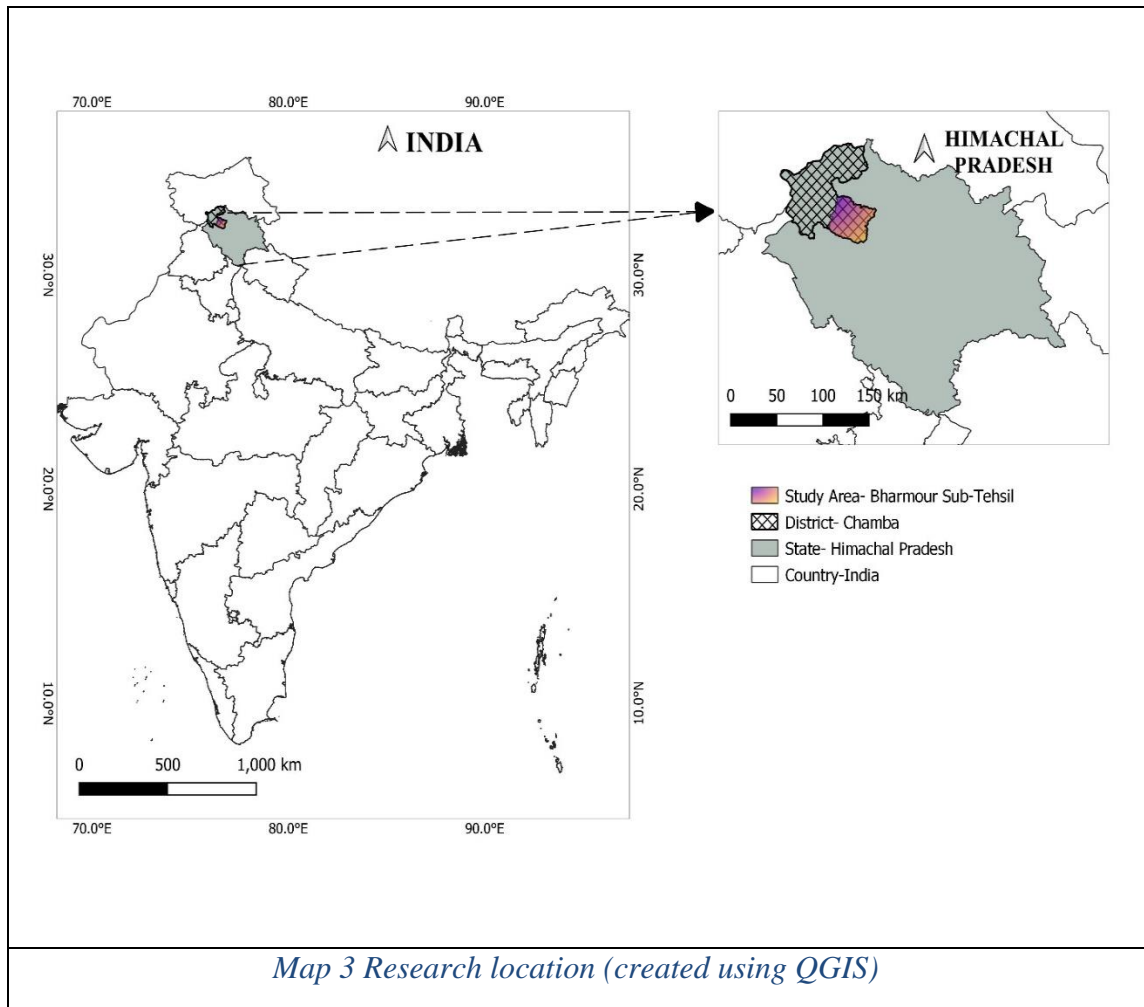 70.0°E 80.0°E 90.0°E
INDIA
30.0°N
20.0°N
10.0°N
30.0°N
20.0°N
10.0°N
0 500 1,000 km
70.0°E 80.0°E 90.0°E
HIMACHAL
PRADESH
0 50 100 150 km
Study Area- Bharmour Sub-Tehsil
District- Chamba
State- Himachal Pradesh
Country-India
Map 3 Research location (created using QGIS)